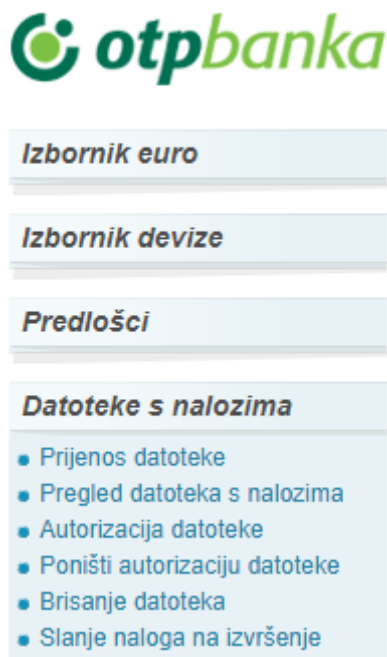 otpbanka
Izbornik euro
Izbornik devize
Predlošci
Datoteke s nalozima
Prijenos datoteke
Pregled datoteka s nalozima
Autorizacija datoteke
Poništi autorizaciju datoteke
Brisanje datoteka
Slanje naloga na izvršenje